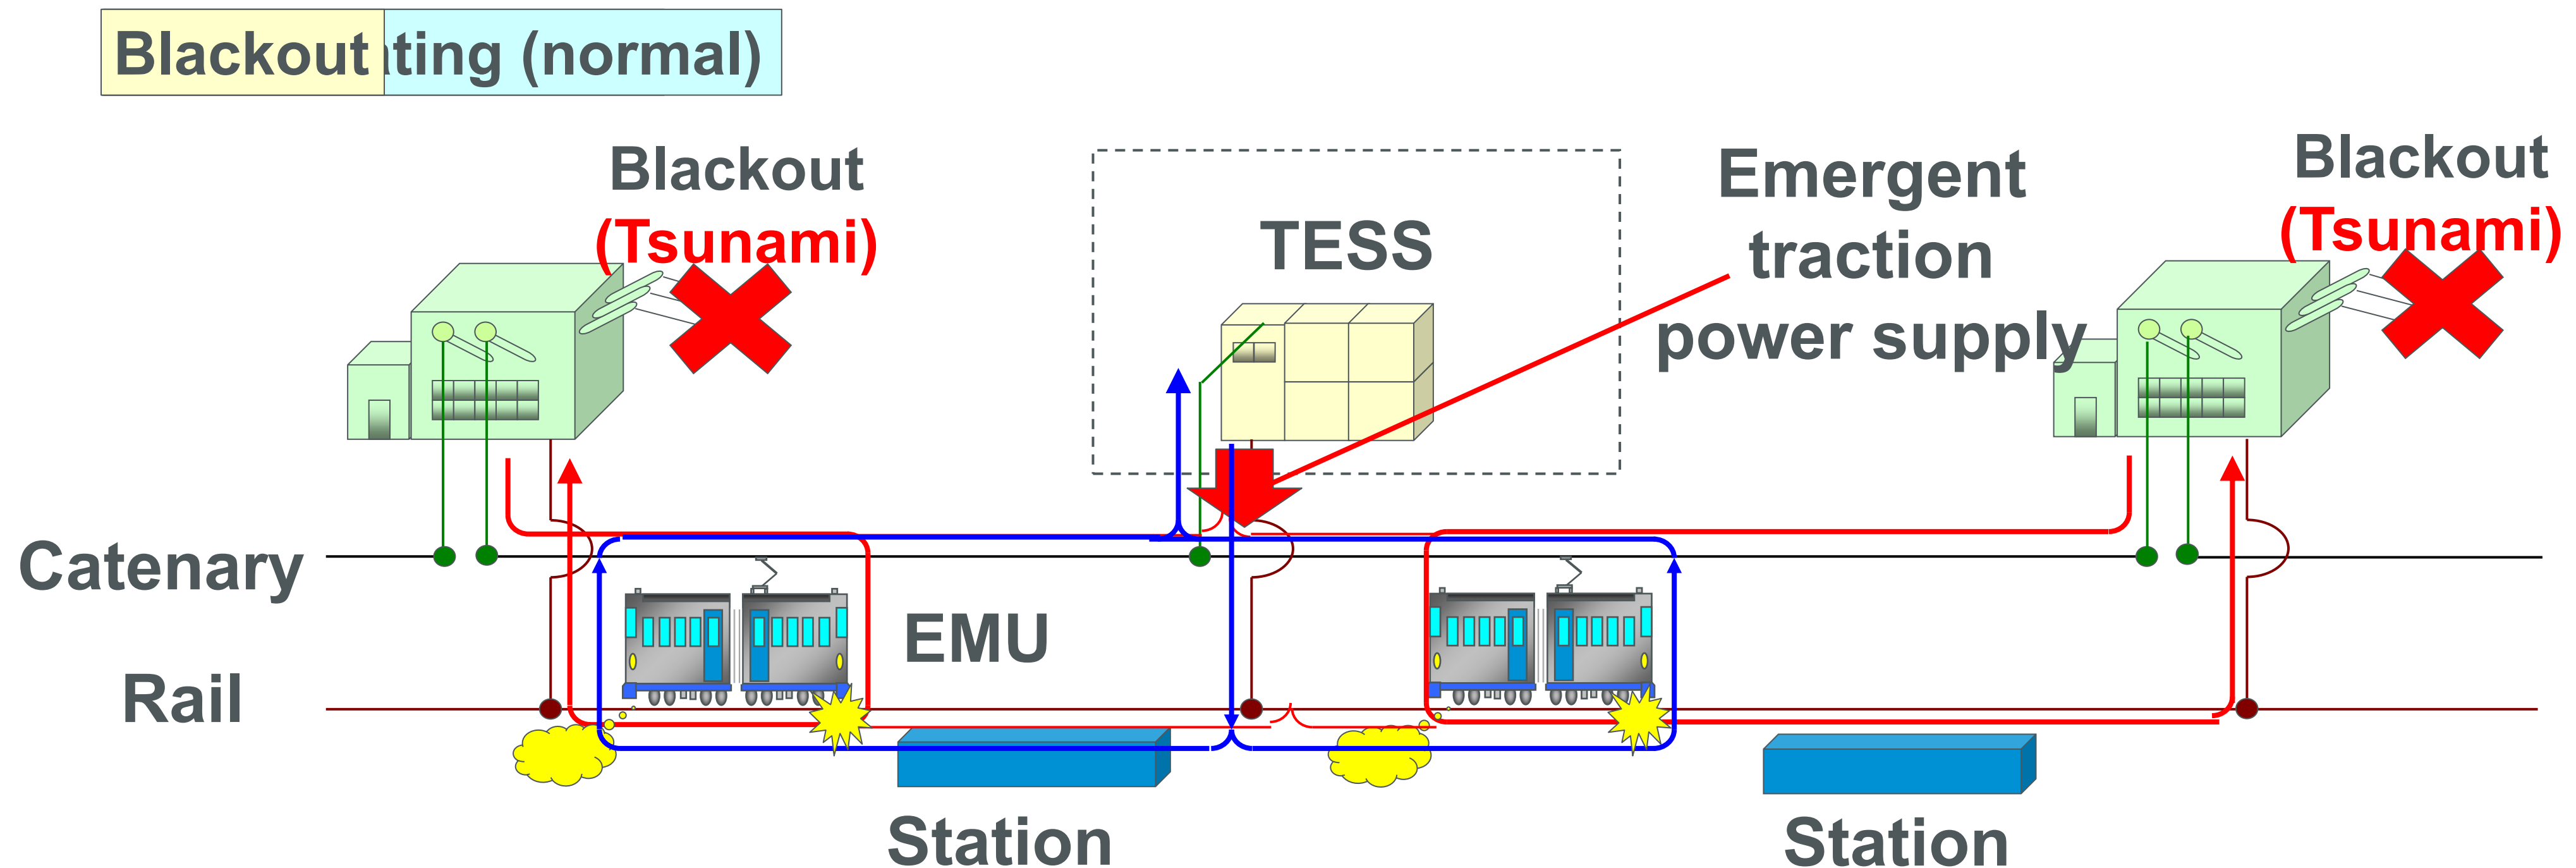 Blackout ting (normal)
Blackout
(Tsunami)
TESS
Emergent
traction
power supply
Blackout
(Tsunami)
Catenary
EMU
Rail
Station
Station